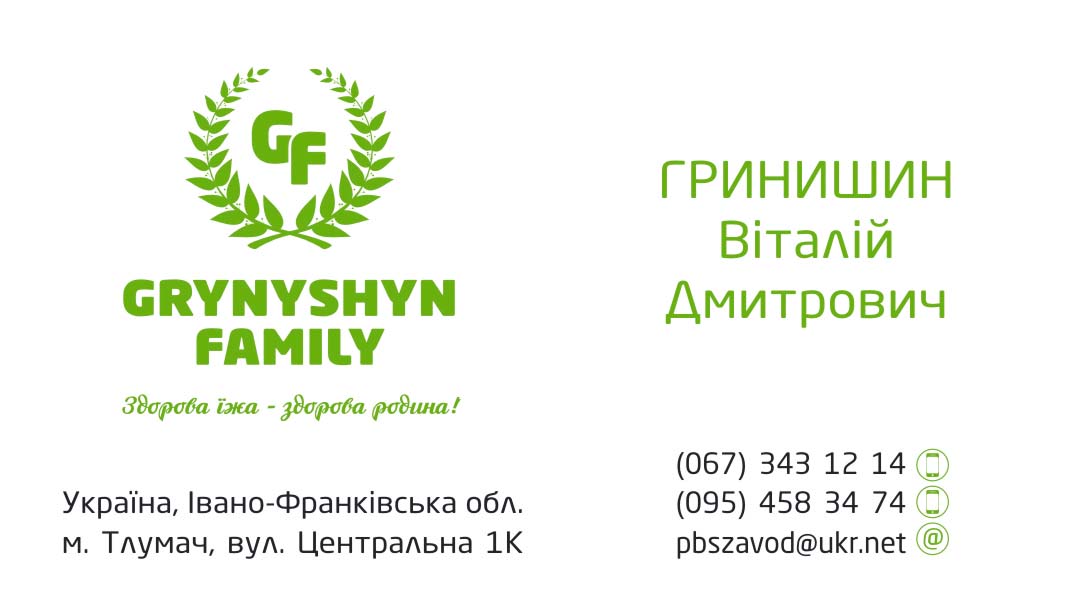 GF
GRYNYSHYN
FAMILY
Здорова їжа - здорова родина!
Україна, Івано-Франківська обл.
м. Тлумач, вул. Центральна 1К
ГРИНИШИН
Віталій
Дмитрович
(067) 343 12 14
(095) 458 34 74
pbszavod@ukr.net @